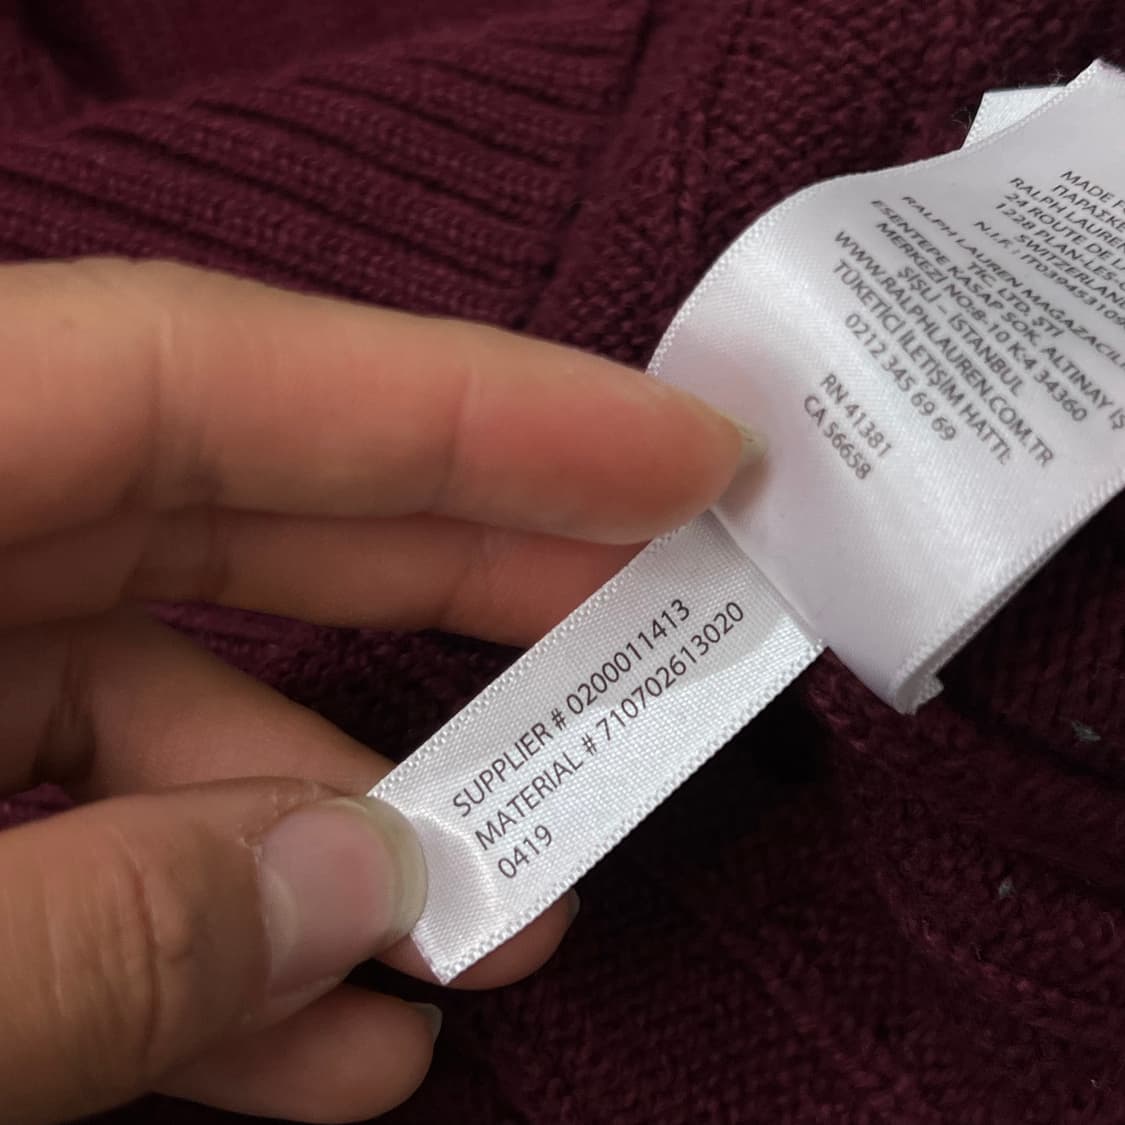 MADE F
ΠΑΡΑΣΚΕ
RALPH LAUREN
24 ROUTE DE L
1228 PLAN-LES-
SWITZERLAN
N.I.F.: IT03945310
RALPH LAUREN MAGAZACILI
TİC LTD. ŞTİ
ESENTEPE KASAP SOK. ALTINAY İŞ
MERKEZİ NO:8-10 K:4 34360
ŞİŞLİ – İSTANBUL
WWW.RALPHLAUREN.COM.TR
TÜKETİCİ İLETİŞİM HATTI:
0212 345 69 69
RN 41381
CA 56658
SUPPLIER # 0200011413
MATERIAL # 710702613020
0419